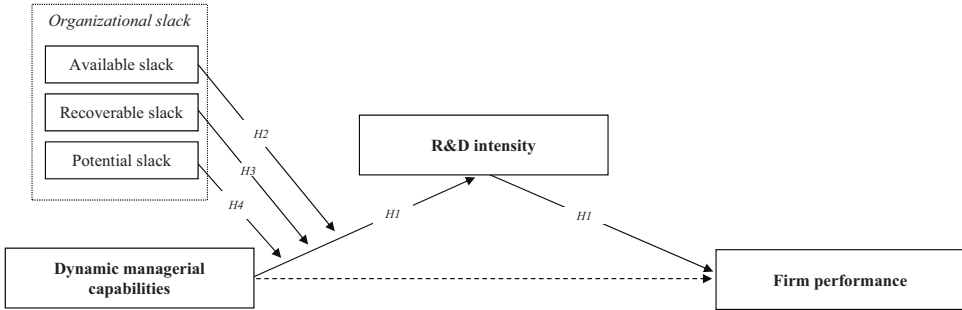 Organizational slack
Available slack
Recoverable slack
Potential slack
H2
H3
H4
R&D intensity
H1
H1
Dynamic managerial
capabilities
Firm performance